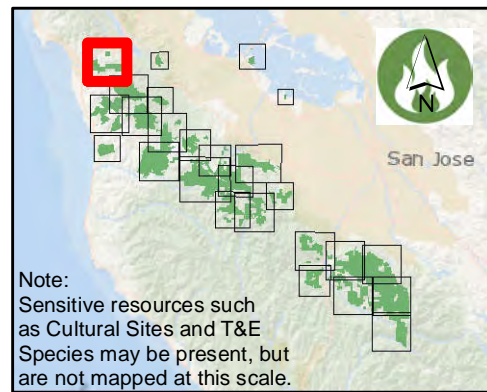 N
San Jose
Note:
Sensitive resources such
as Cultural Sites and T&E
Species may be present, but
are not mapped at this scale.